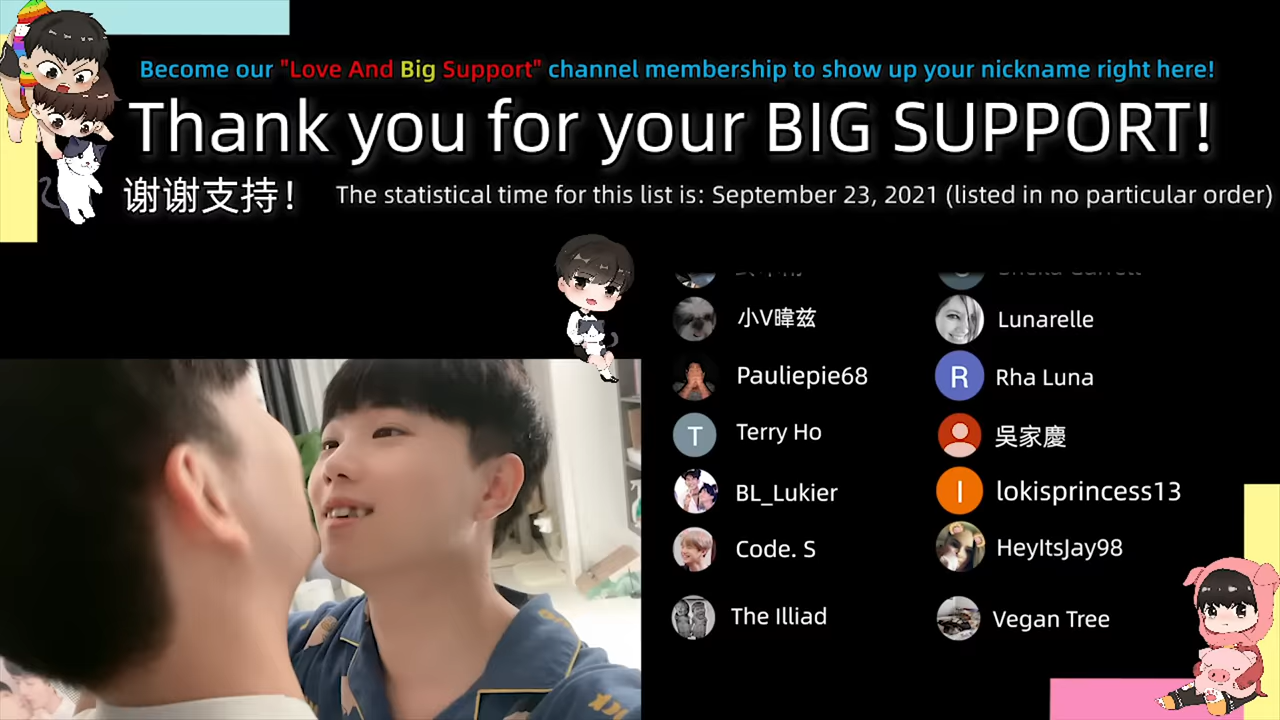 Become our "Love And Big Support" channel membership to show up your nickname right here!
Thank you for your BIG SUPPORT!
谢谢支持！ The statistical time for this list is: September 23, 2021 (listed in no particular order)
小V暐兹 Lunarelle
Pauliepie68 Rha Luna
Terry Ho 吳家慶
BL_Lukier lokisprincess13
Code. S HeyItsJay98
The Illiad Vegan Tree